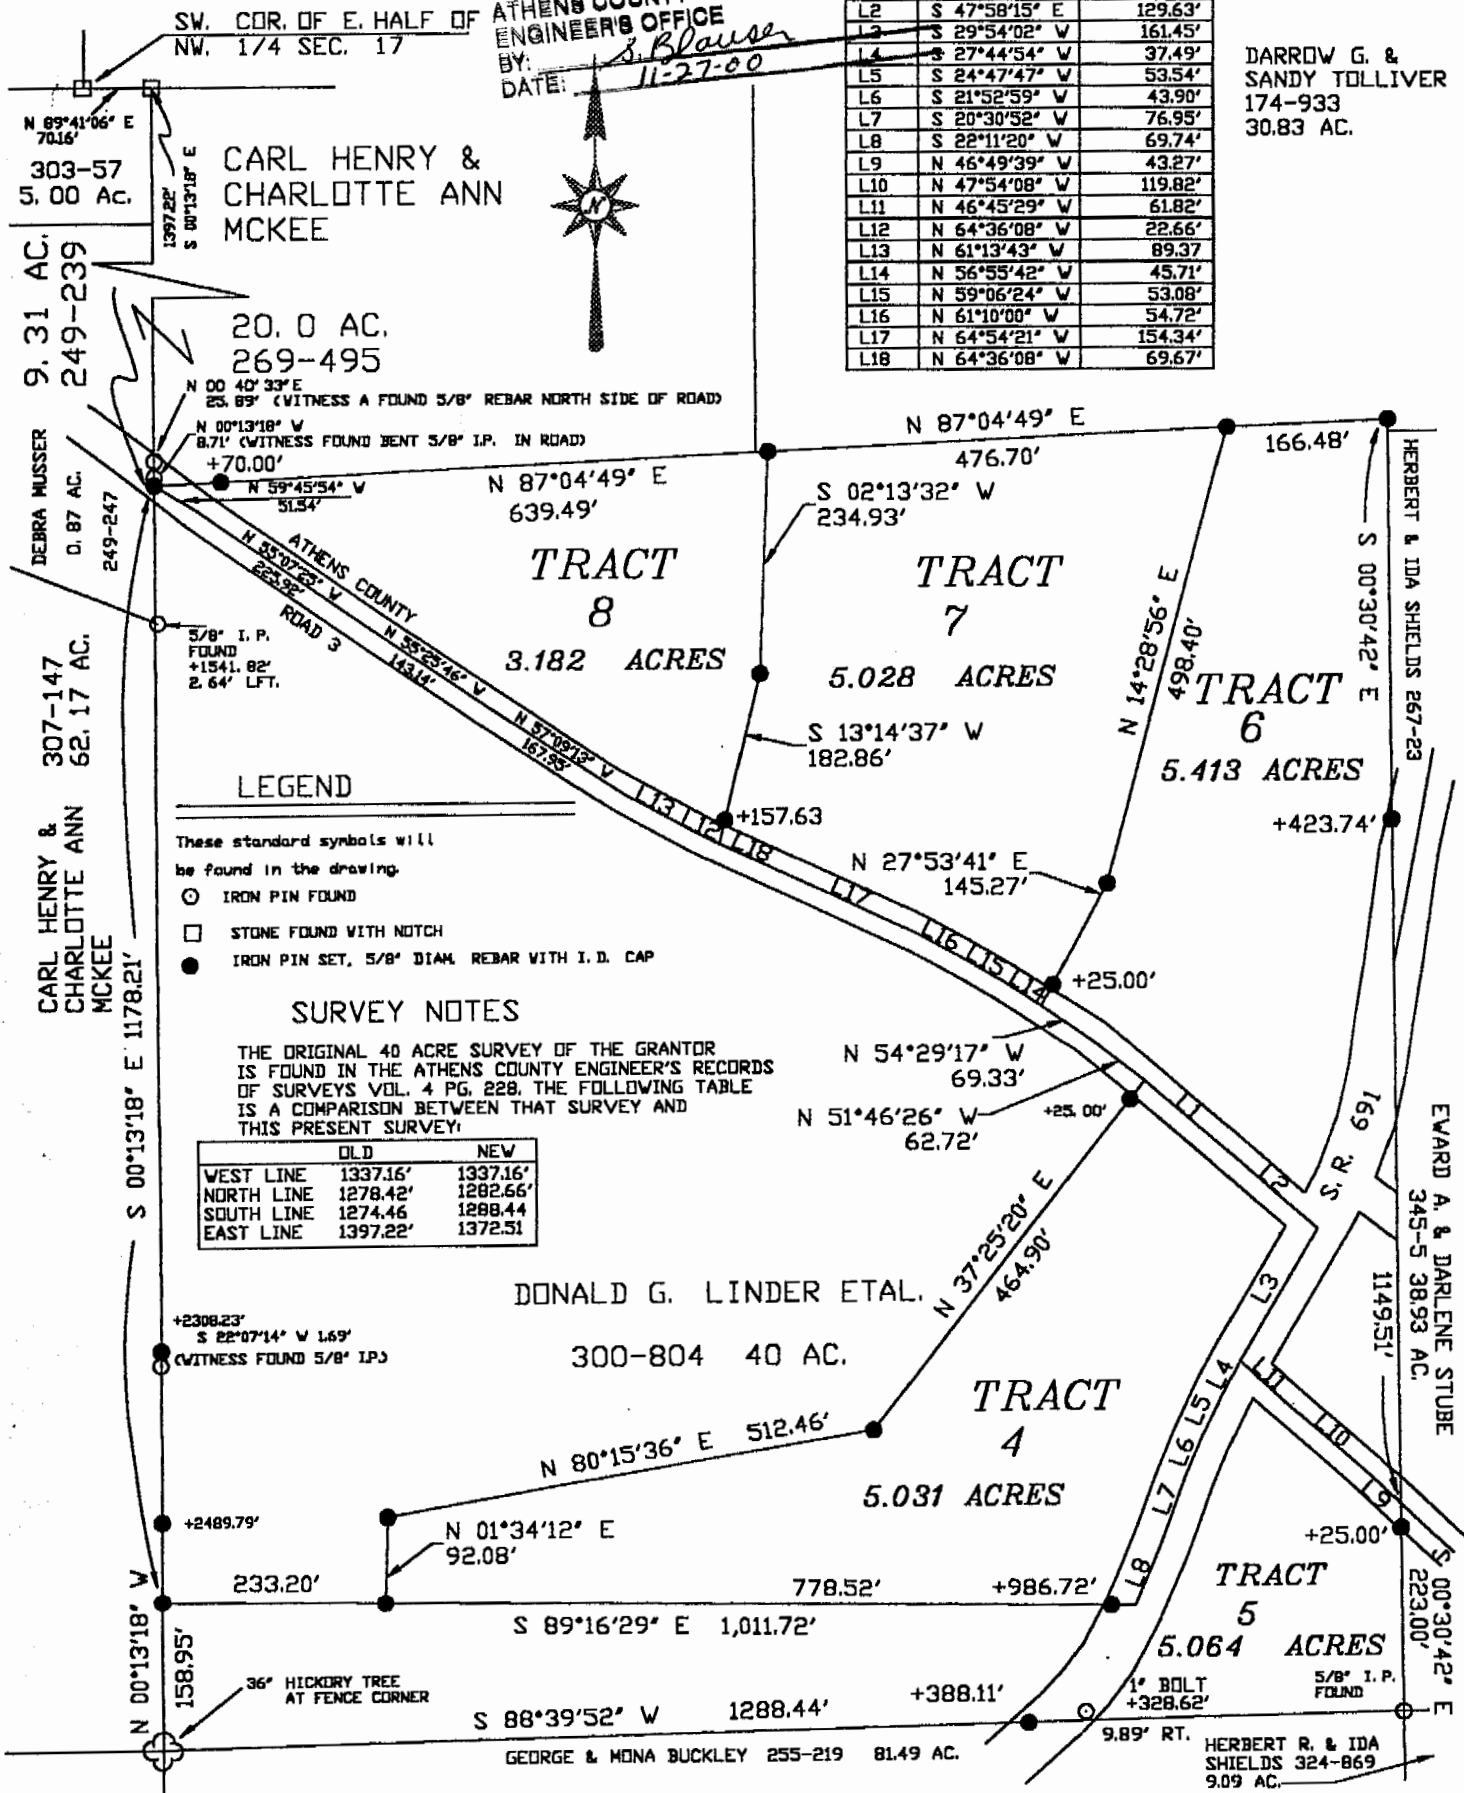 SW. COR. OF E. HALF OF
NW. 1/4 SEC. 17
ATHENS COUNTY
ENGINEER'S OFFICE
BY: S. Blauser
DATE: 11-27-00
L2 S 47°58'15" E 129.63'
L3 S 29°54'02" W 161.45'
L4 S 27°44'54" W 37.49'
L5 S 24°47'47" W 53.54'
L6 S 21°52'59" W 43.90'
L7 S 20°30'52" W 76.95'
L8 S 22°11'20" W 69.74'
L9 N 46°49'39" W 43.27'
L10 N 47°54'08" W 119.82'
L11 N 46°45'29" W 61.82'
L12 N 64°36'08" W 22.66'
L13 N 61°13'43" W 89.37
L14 N 56°55'42" W 45.71'
L15 N 59°06'24" W 53.08'
L16 N 61°10'00" W 54.72'
L17 N 64°54'21" W 154.34'
L18 N 64°36'08" W 69.67'
DARROW G. &
SANDY TOLLIVER
174-933
30.83 AC.
N 89°41'06" E
70.16'
303-57
5.00 Ac.
1397.22'
S 00°13'18" E
CARL HENRY &
CHARLOTTE ANN
MCKEE
N
9.31 AC.
249-239
20.0 AC.
269-495
N 00 40' 33" E
25.89' (WITNESS A FOUND 5/8" REBAR NORTH SIDE OF ROAD)
N 00°13'18" W
8.71' (WITNESS FOUND BENT 5/8" I.P. IN ROAD)
+70.00'
N 59°45'54" W
51.54'
N 87°04'49" E
639.49'
N 87°04'49" E
476.70'
166.48'
DEBRA MUSSER
0.87 AC.
249-247
HERBERT & IDA SHIELDS 267-23
S 00°30'42" E
S 02°13'32" W
234.93'
ATHENS COUNTY
ROAD 3
N 55°07'25" W
225.92'
N 55°25'46" W
143.14'
N 57°09'13" W
167.95'
TRACT
8
3.182 ACRES
TRACT
7
5.028 ACRES
N 14°28'56" E
498.40'
TRACT
6
5.413 ACRES
5/8" I.P.
FOUND
+1541.82'
2.64' LFT.
307-147
62.17 AC.
CARL HENRY &
CHARLOTTE ANN
MCKEE
S 13°14'37" W
182.86'
+157.63
+423.74'
LEGEND
These standard symbols will
be found in the drawing.
IRON PIN FOUND
STONE FOUND WITH NOTCH
IRON PIN SET, 5/8" DIAM. REBAR WITH I.D. CAP
L13
L12
L18
L17
L16
L15
L14
N 27°53'41" E
145.27'
+25.00'
S 00°13'18" E 1178.21'
SURVEY NOTES
THE ORIGINAL 40 ACRE SURVEY OF THE GRANTOR
IS FOUND IN THE ATHENS COUNTY ENGINEER'S RECORDS
OF SURVEYS VOL. 4 PG. 228. THE FOLLOWING TABLE
IS A COMPARISON BETWEEN THAT SURVEY AND
THIS PRESENT SURVEY:
OLD NEW
WEST LINE 1337.16' 1337.16'
NORTH LINE 1278.42' 1282.66'
SOUTH LINE 1274.46 1288.44
EAST LINE 1397.22' 1372.51
N 54°29'17" W
69.33'
N 51°46'26" W
62.72'
+25.00'
L1
L2
S.R. 691
EWARD A. & DARLENE STUBE
345-5 38.93 AC.
1149.51'
N 37°25'20" E
464.90'
L3
L4
L5
L6
L7
L8
L11
L10
L9
DONALD G. LINDER ETAL.
300-804 40 AC.
+2308.23'
S 22°07'14" W 1.69'
(WITNESS FOUND 5/8" I.P.)
TRACT
4
5.031 ACRES
N 80°15'36" E 512.46'
+2489.79'
N 01°34'12" E
92.08'
+25.00'
233.20'
778.52'
+986.72'
S 89°16'29" E 1,011.72'
TRACT
5
5.064 ACRES
S 00°30'42" E
223.00'
N 00°13'18" W
158.95'
36" HICKORY TREE
AT FENCE CORNER
1" BOLT
+328.62'
5/8" I.P.
FOUND
S 88°39'52" W 1288.44'
+388.11'
9.89' RT.
GEORGE & MONA BUCKLEY 255-219 81.49 AC.
HERBERT R. & IDA
SHIELDS 324-869
9.09 AC.